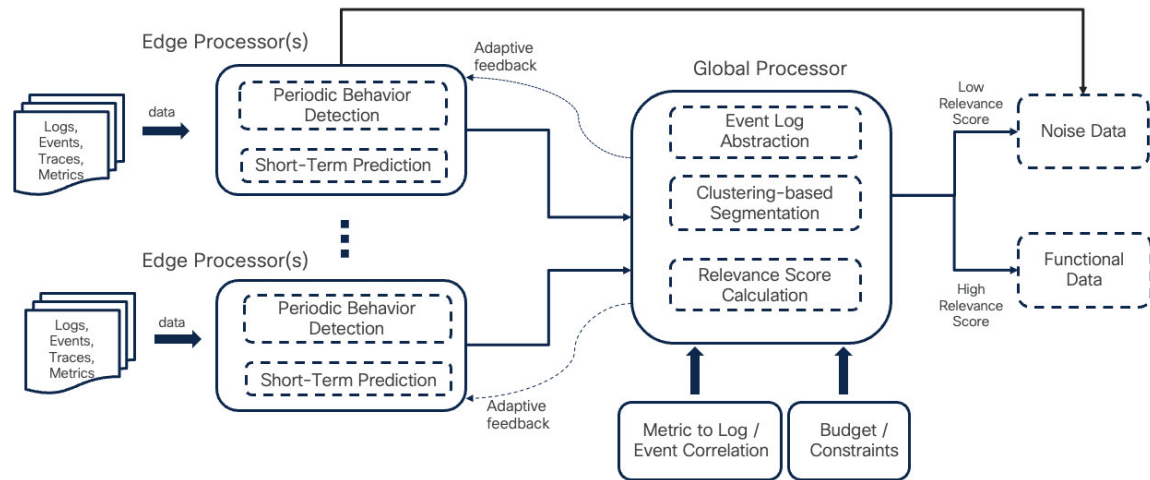 Edge Processor(s)
Logs,
Events,
Traces,
Metrics
data
Periodic Behavior
Detection
Short-Term Prediction
Adaptive
feedback
Edge Processor(s)
Logs,
Events,
Traces,
Metrics
data
Periodic Behavior
Detection
Short-Term Prediction
Adaptive
feedback
Global Processor
Event Log
Abstraction
Clustering-based
Segmentation
Relevance Score
Calculation
Metric to Log /
Event Correlation
Budget /
Constraints
Low
Relevance
Score
Noise Data
High
Relevance
Score
Functional
Data